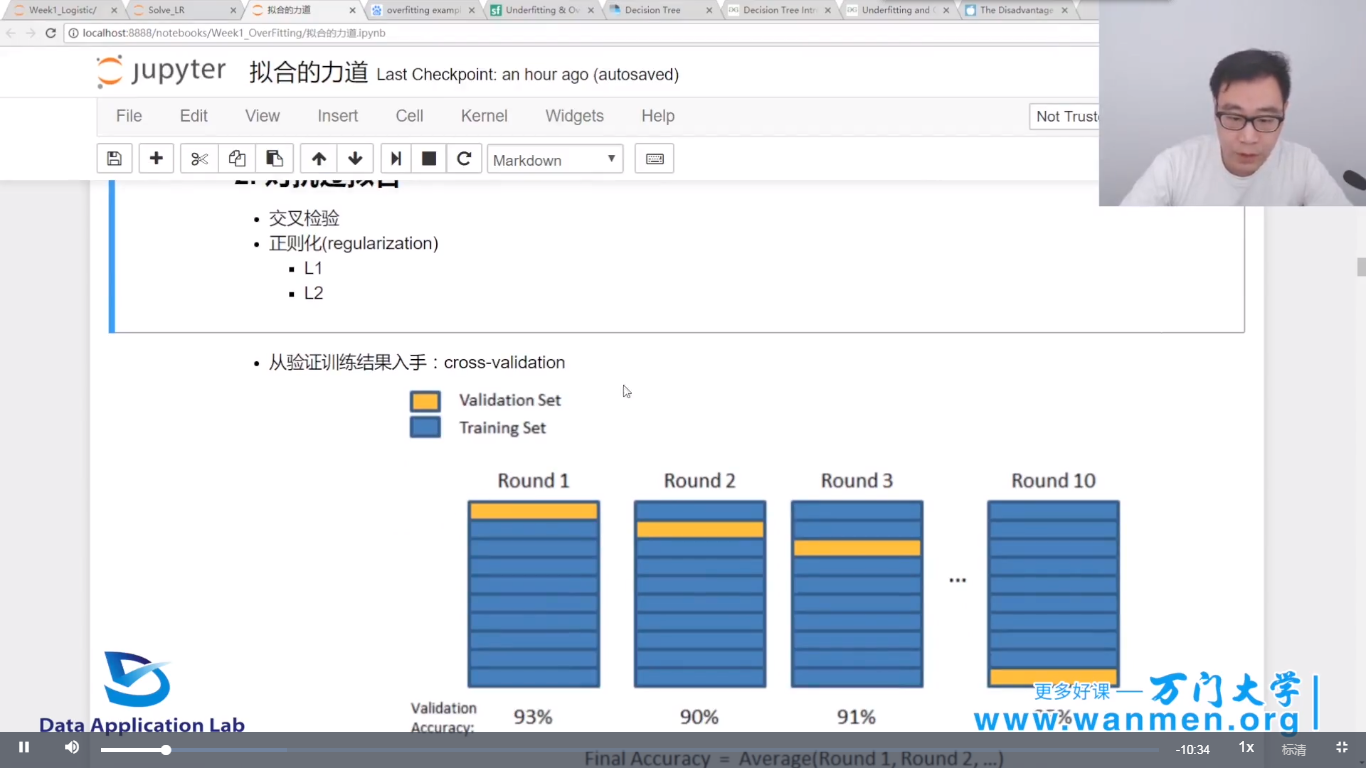 Week1_Logistic/
Solve_LR
拟合的力道
overfitting exampl
Underfitting & Ov
Decision Tree
Decision Tree Intr
Underfitting and O
The Disadvantage
localhost:8888/notebooks/Week1_OverFitting/拟合的力道.ipynb
jupyter 拟合的力道 Last Checkpoint: an hour ago (autosaved)
File Edit View Insert Cell Kernel Widgets Help
Not Truste
Markdown
交叉检验
正则化(regularization)
L1
L2
从验证训练结果入手：cross-validation
Validation Set
Training Set
Round 1 Round 2 Round 3 Round 10
...
更多好课 — 万门大学
www.wanmen.org
Data Application Lab
Validation
Accuracy:
93% 90% 91%
Final Accuracy = Average(Round 1, Round 2, ...)
-10:34 1x 标清